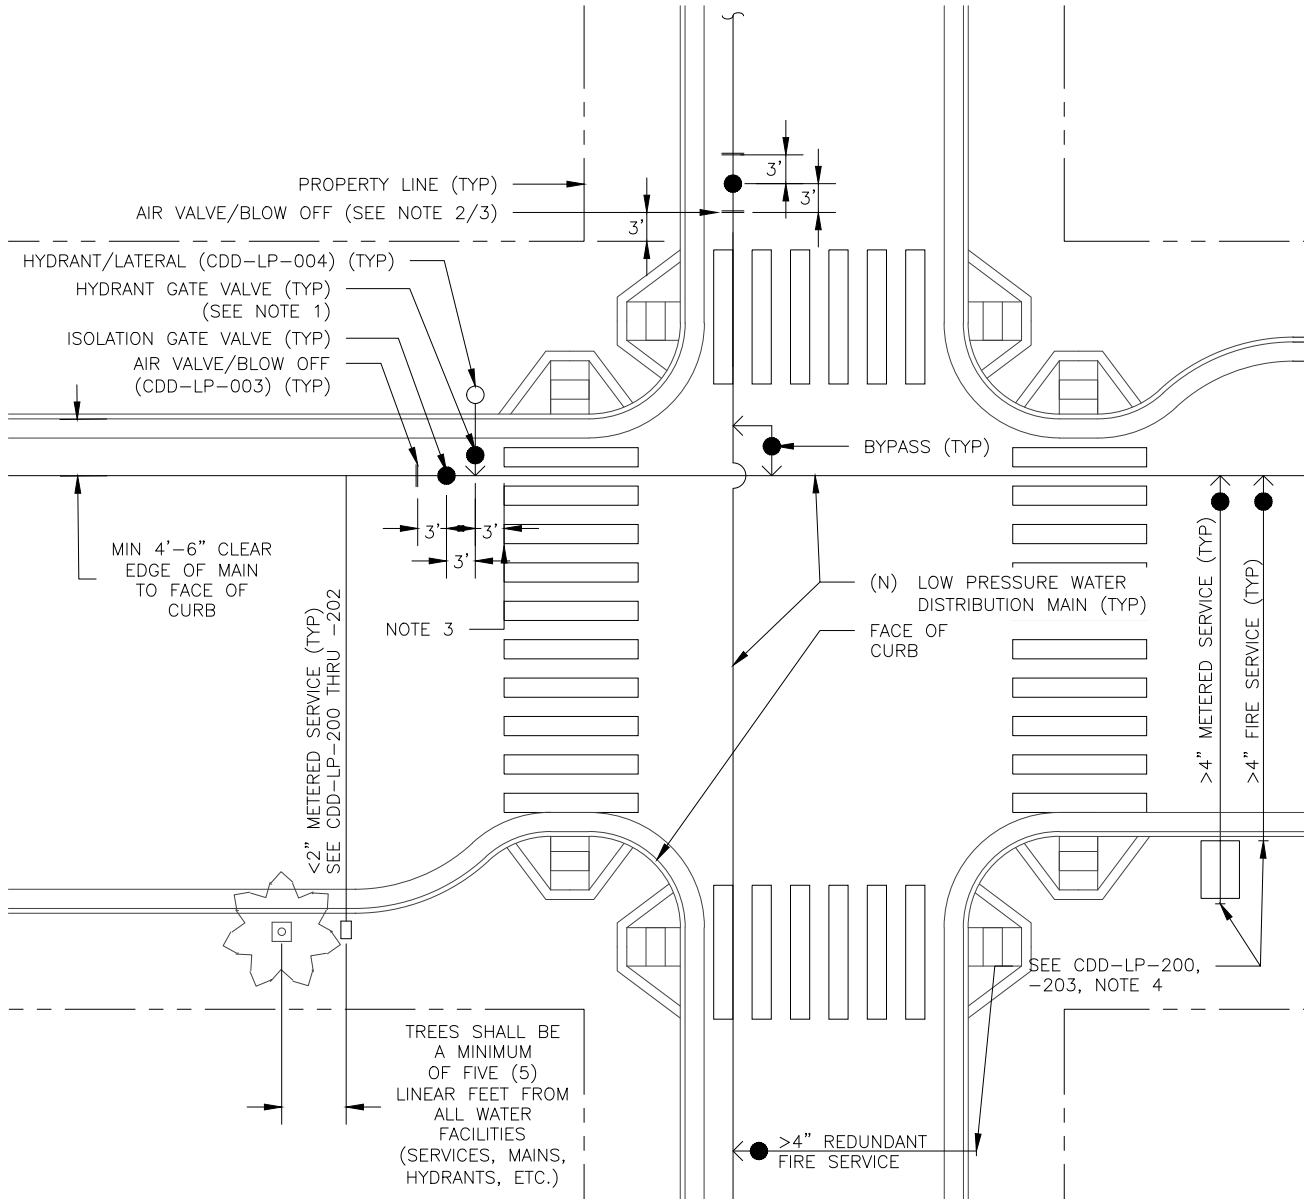 PROPERTY LINE (TYP)
AIR VALVE/BLOW OFF (SEE NOTE 2/3)
3'
3'
3'
HYDRANT/LATERAL (CDD-LP-004) (TYP)
HYDRANT GATE VALVE (TYP)
(SEE NOTE 1)
ISOLATION GATE VALVE (TYP)
AIR VALVE/BLOW OFF
(CDD-LP-003) (TYP)
BYPASS (TYP)
3'
3'
3'
MIN 4'-6" CLEAR
EDGE OF MAIN
TO FACE OF
CURB
NOTE 3
(N) LOW PRESSURE WATER
DISTRIBUTION MAIN (TYP)
FACE OF
CURB
<2" METERED SERVICE (TYP)
SEE CDD-LP-200 THRU -202
>4" METERED SERVICE (TYP)
>4" FIRE SERVICE (TYP)
SEE CDD-LP-200,
-203, NOTE 4
TREES SHALL BE
A MINIMUM
OF FIVE (5)
LINEAR FEET FROM
ALL WATER
FACILITIES
(SERVICES, MAINS,
HYDRANTS, ETC.)
>4" REDUNDANT
FIRE SERVICE